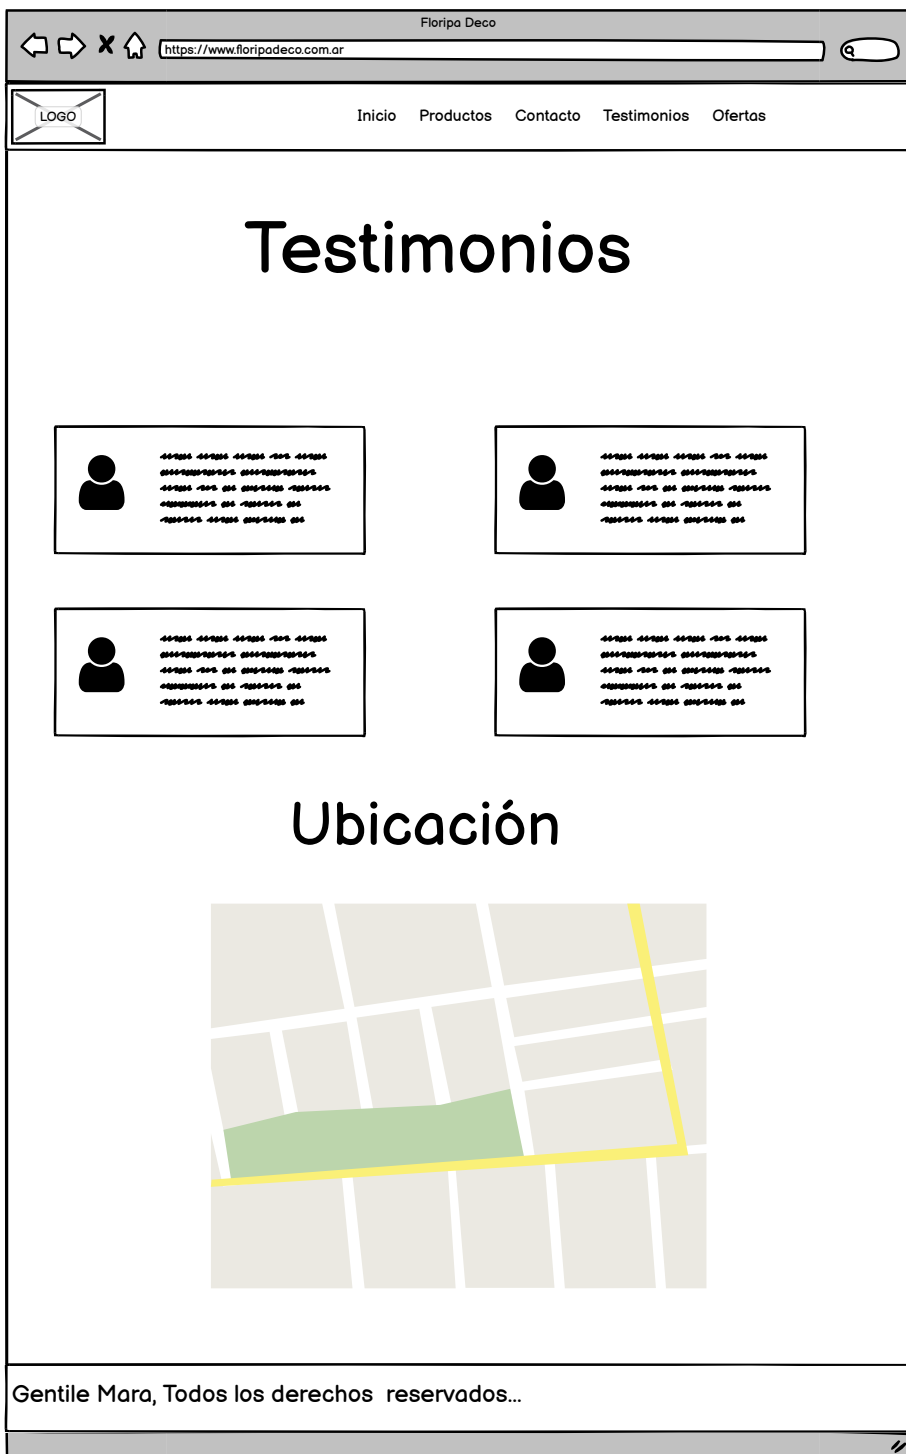 Floripa Deco
https://www.floripadeco.com.ar
LOGO
Inicio Productos Contacto Testimonios Ofertas
Testimonios
Ubicación
Gentile Mara, Todos los derechos  reservados...